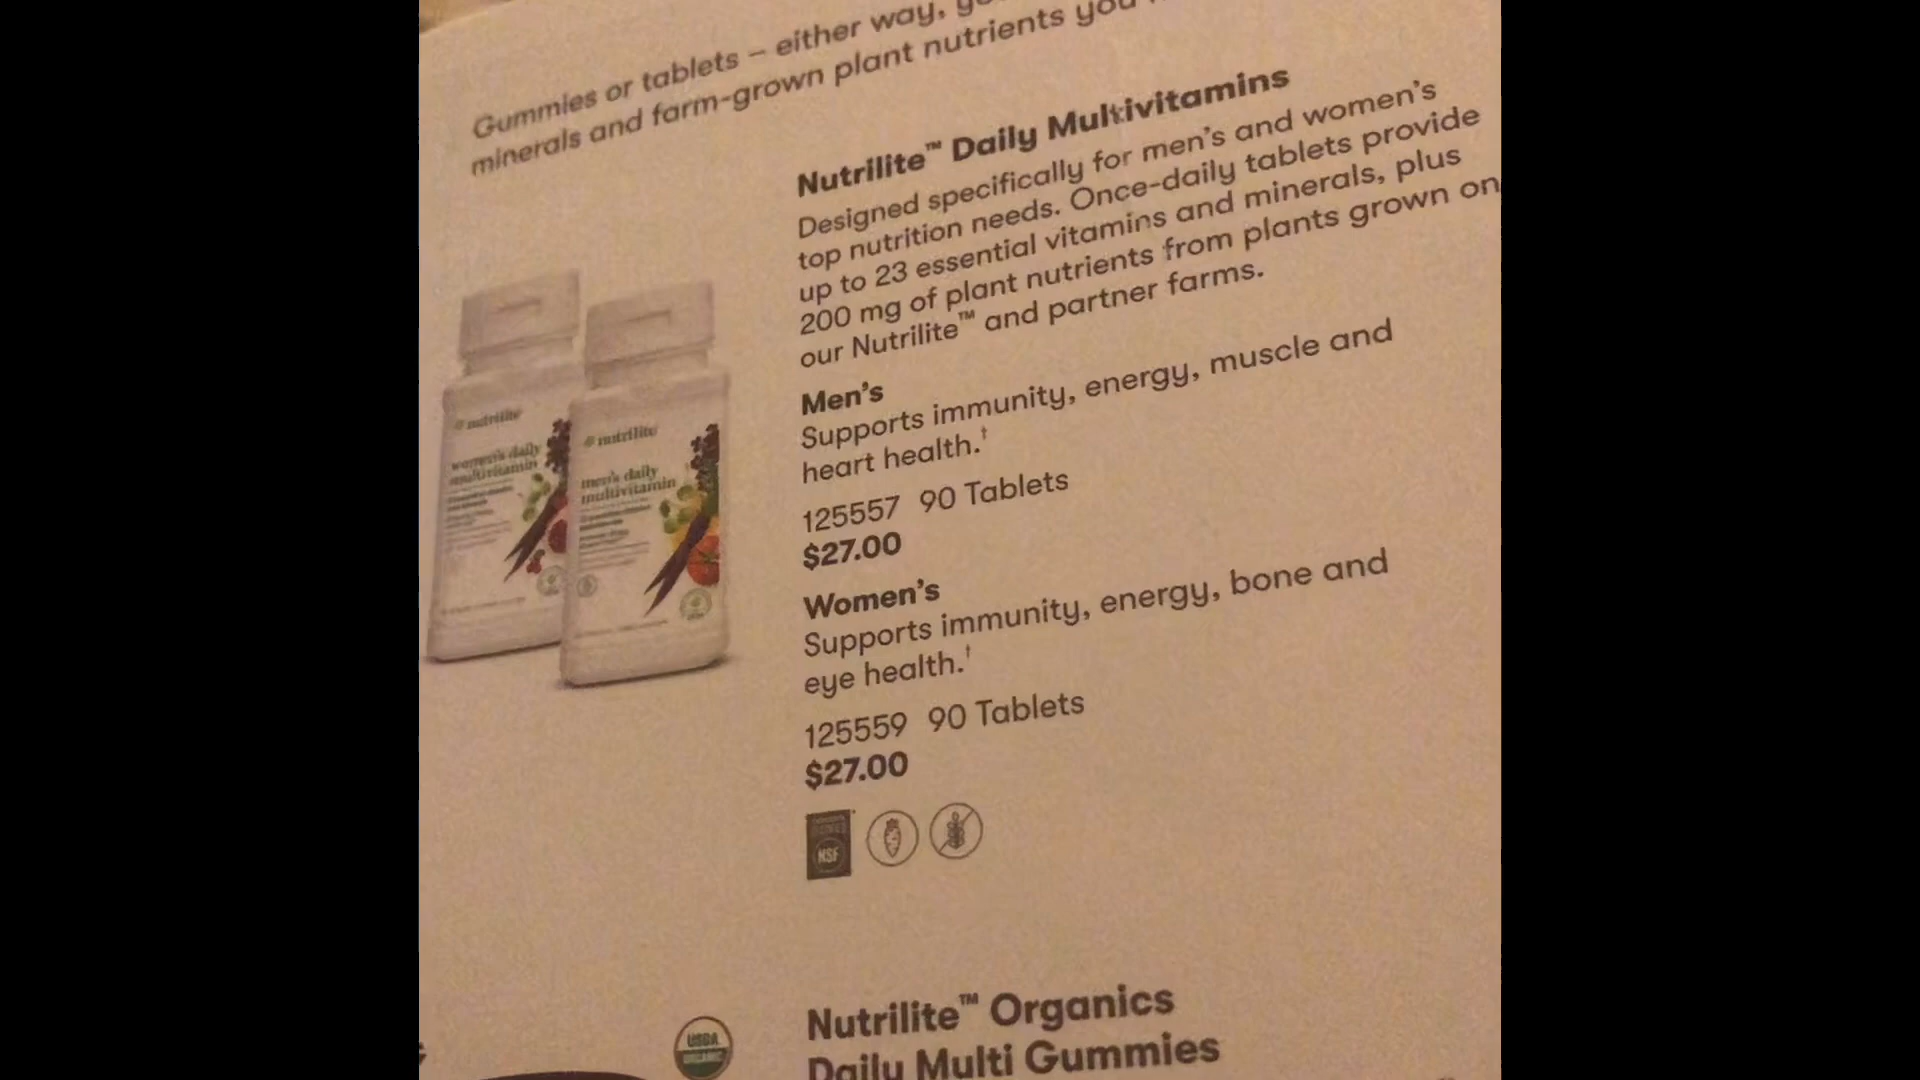 Gummies or tablets – either way,
minerals and farm-grown plant nutrients you
Nutrilite™ Daily Multivitamins
Designed specifically for men's and women's
top nutrition needs. Once-daily tablets provide
up to 23 essential vitamins and minerals, plus
200 mg of plant nutrients from plants grown on
our Nutrilite™ and partner farms.
Men's
Supports immunity, energy, muscle and
heart health.†
125557 90 Tablets
$27.00
Women's
Supports immunity, energy, bone and
eye health.†
125559 90 Tablets
$27.00
nutrilite
women's daily
multivitamin
nutrilite
men's daily
multivitamin
NSF
USDA
ORGANIC
Nutrilite™ Organics
Daily Multi Gummies